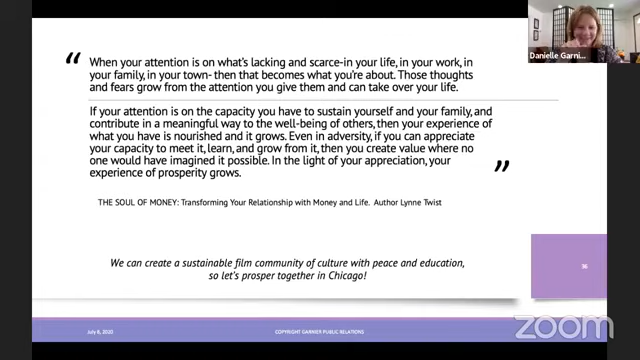 Danielle Garni...
“
When your attention is on what's lacking and scarce-in your life, in your work, in
your family, in your town- then that becomes what you're about. Those thoughts
and fears grow from the attention you give them and can take over your life.
If your attention is on the capacity you have to sustain yourself and your family, and
contribute in a meaningful way to the well-being of others, then your experience of
what you have is nourished and it grows. Even in adversity, if you can appreciate
your capacity to meet it, learn, and grow from it, then you create value where no
one would have imagined it possible. In the light of your appreciation, your
experience of prosperity grows.
”
THE SOUL OF MONEY: Transforming Your Relationship with Money and Life. Author Lynne Twist
We can create a sustainable film community of culture with peace and education,
so let's prosper together in Chicago!
July 8, 2020
COPYRIGHT GARNIER PUBLIC RELATIONS
zoom